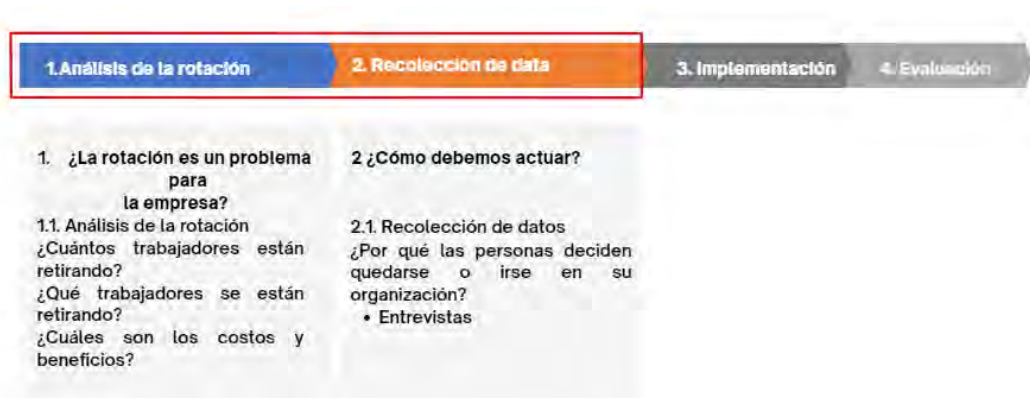 1.Análisis de la rotación
2. Recolección de data
3. Implementación
4. Evaluación
1. ¿La rotación es un problema
para
la empresa?
1.1. Análisis de la rotación
¿Cuántos trabajadores están
retirando?
¿Qué trabajadores se están
retirando?
¿Cuáles son los costos y
beneficios?
2 ¿Cómo debemos actuar?
2.1. Recolección de datos
¿Por qué las personas deciden
quedarse o irse en su
organización?
• Entrevistas